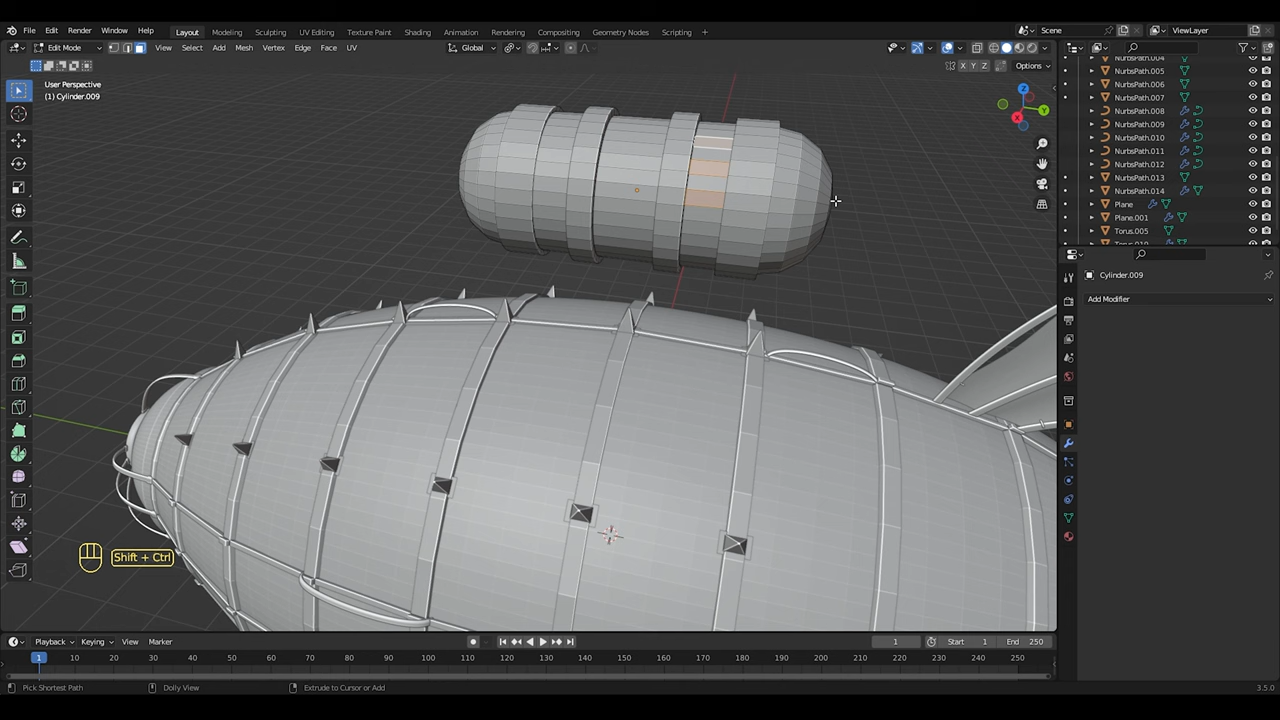 File Edit Render Window Help Layout Modeling Sculpting UV Editing Texture Paint Shading Animation Rendering Compositing Geometry Nodes Scripting + Scene ViewLayer
Edit Mode View Select Add Mesh Vertex Edge Face UV Global
X Y Z Options
User Perspective
(1) Cylinder.009
Z
Y
X
NurbsPath.004
NurbsPath.005
NurbsPath.006
NurbsPath.007
NurbsPath.008
NurbsPath.009
NurbsPath.010
NurbsPath.011
NurbsPath.012
NurbsPath.013
NurbsPath.014
Plane
Plane.001
Torus.005
Cylinder.009
Add Modifier
Shift + Ctrl
Playback Keying View Marker 1 Start 1 End 250
1 10 20 30 40 50 60 70 80 90 100 110 120 130 140 150 160 170 180 190 200 210 220 230 240 250
Pick Shortest Path Dolly View Extrude to Cursor or Add 3.5.0